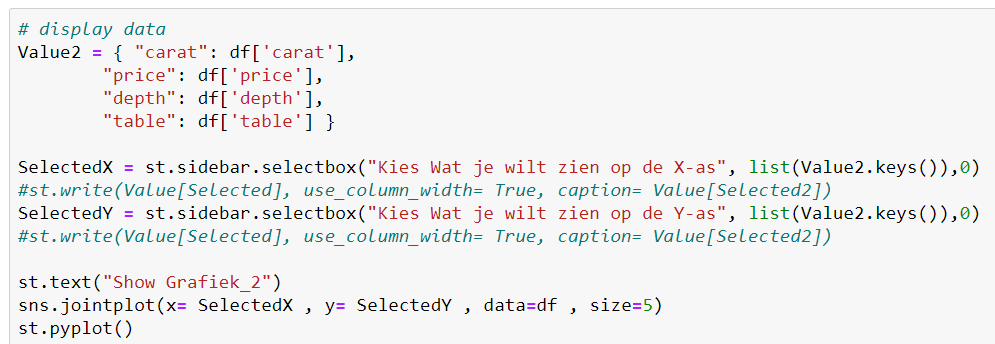 # display data
Value2 = { "carat": df['carat'],
        "price": df['price'],
        "depth": df['depth'],
        "table": df['table'] }

SelectedX = st.sidebar.selectbox("Kies Wat je wilt zien op de X-as", list(Value2.keys()),0)
#st.write(Value[Selected], use_column_width= True, caption= Value[Selected2])
SelectedY = st.sidebar.selectbox("Kies Wat je wilt zien op de Y-as", list(Value2.keys()),0)
#st.write(Value[Selected], use_column_width= True, caption= Value[Selected2])

st.text("Show Grafiek_2")
sns.jointplot(x= SelectedX , y= SelectedY , data=df , size=5)
st.pyplot()